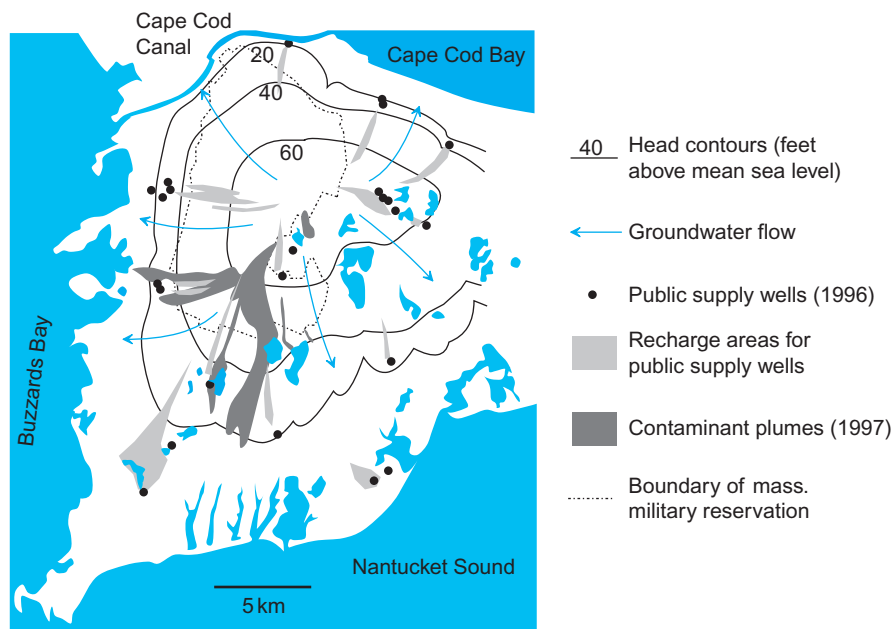 Cape Cod
Canal
Cape Cod Bay
20
40
60
Buzzards Bay
Nantucket Sound
5 km
40 Head contours (feet
above mean sea level)
Groundwater flow
Public supply wells (1996)
Recharge areas for
public supply wells
Contaminant plumes (1997)
Boundary of mass.
military reservation